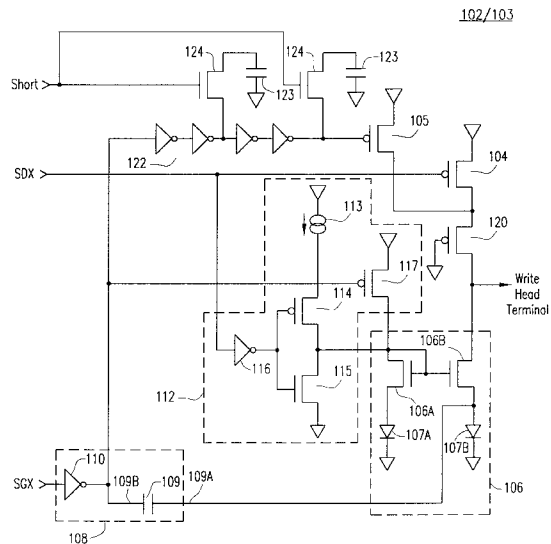 102/103
124
124
Short
123
123
105
122
104
SDX
113
120
117
114
Write
Head
Terminal
106B
116
115
112
106A
107A
107B
110
109B
109
109A
SGX
106
108